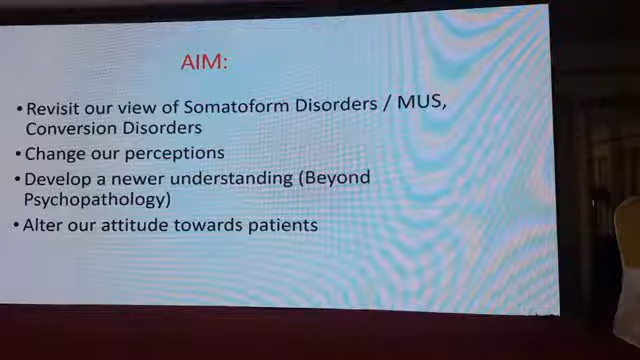 AIM:
• Revisit our view of Somatoform Disorders / MUS,
Conversion Disorders
• Change our perceptions
• Develop a newer understanding (Beyond
Psychopathology)
• Alter our attitude towards patients